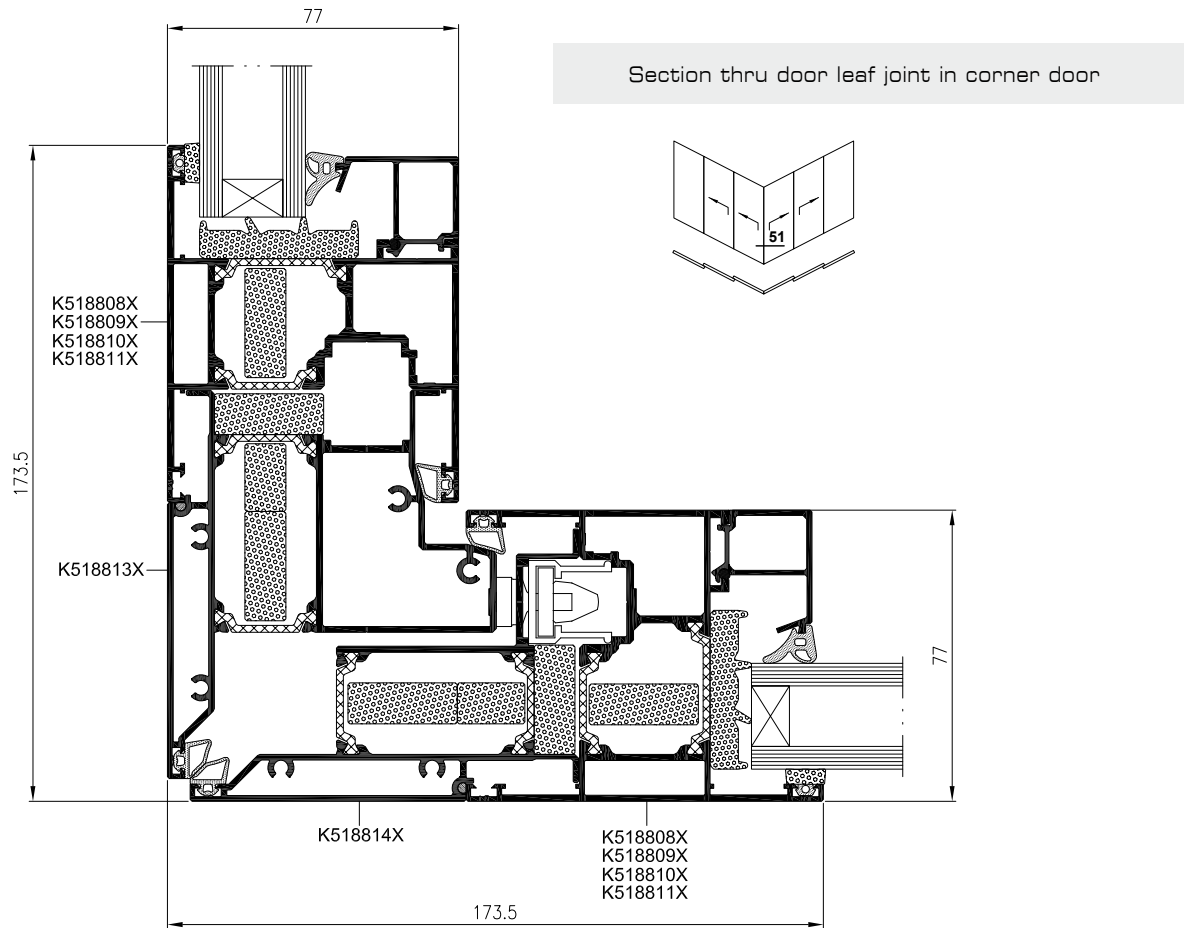 77
Section thru door leaf joint in corner door
51
K518808X
K518809X
K518810X
K518811X
173.5
K518813X
77
K518814X
K518808X
K518809X
K518810X
K518811X
173.5